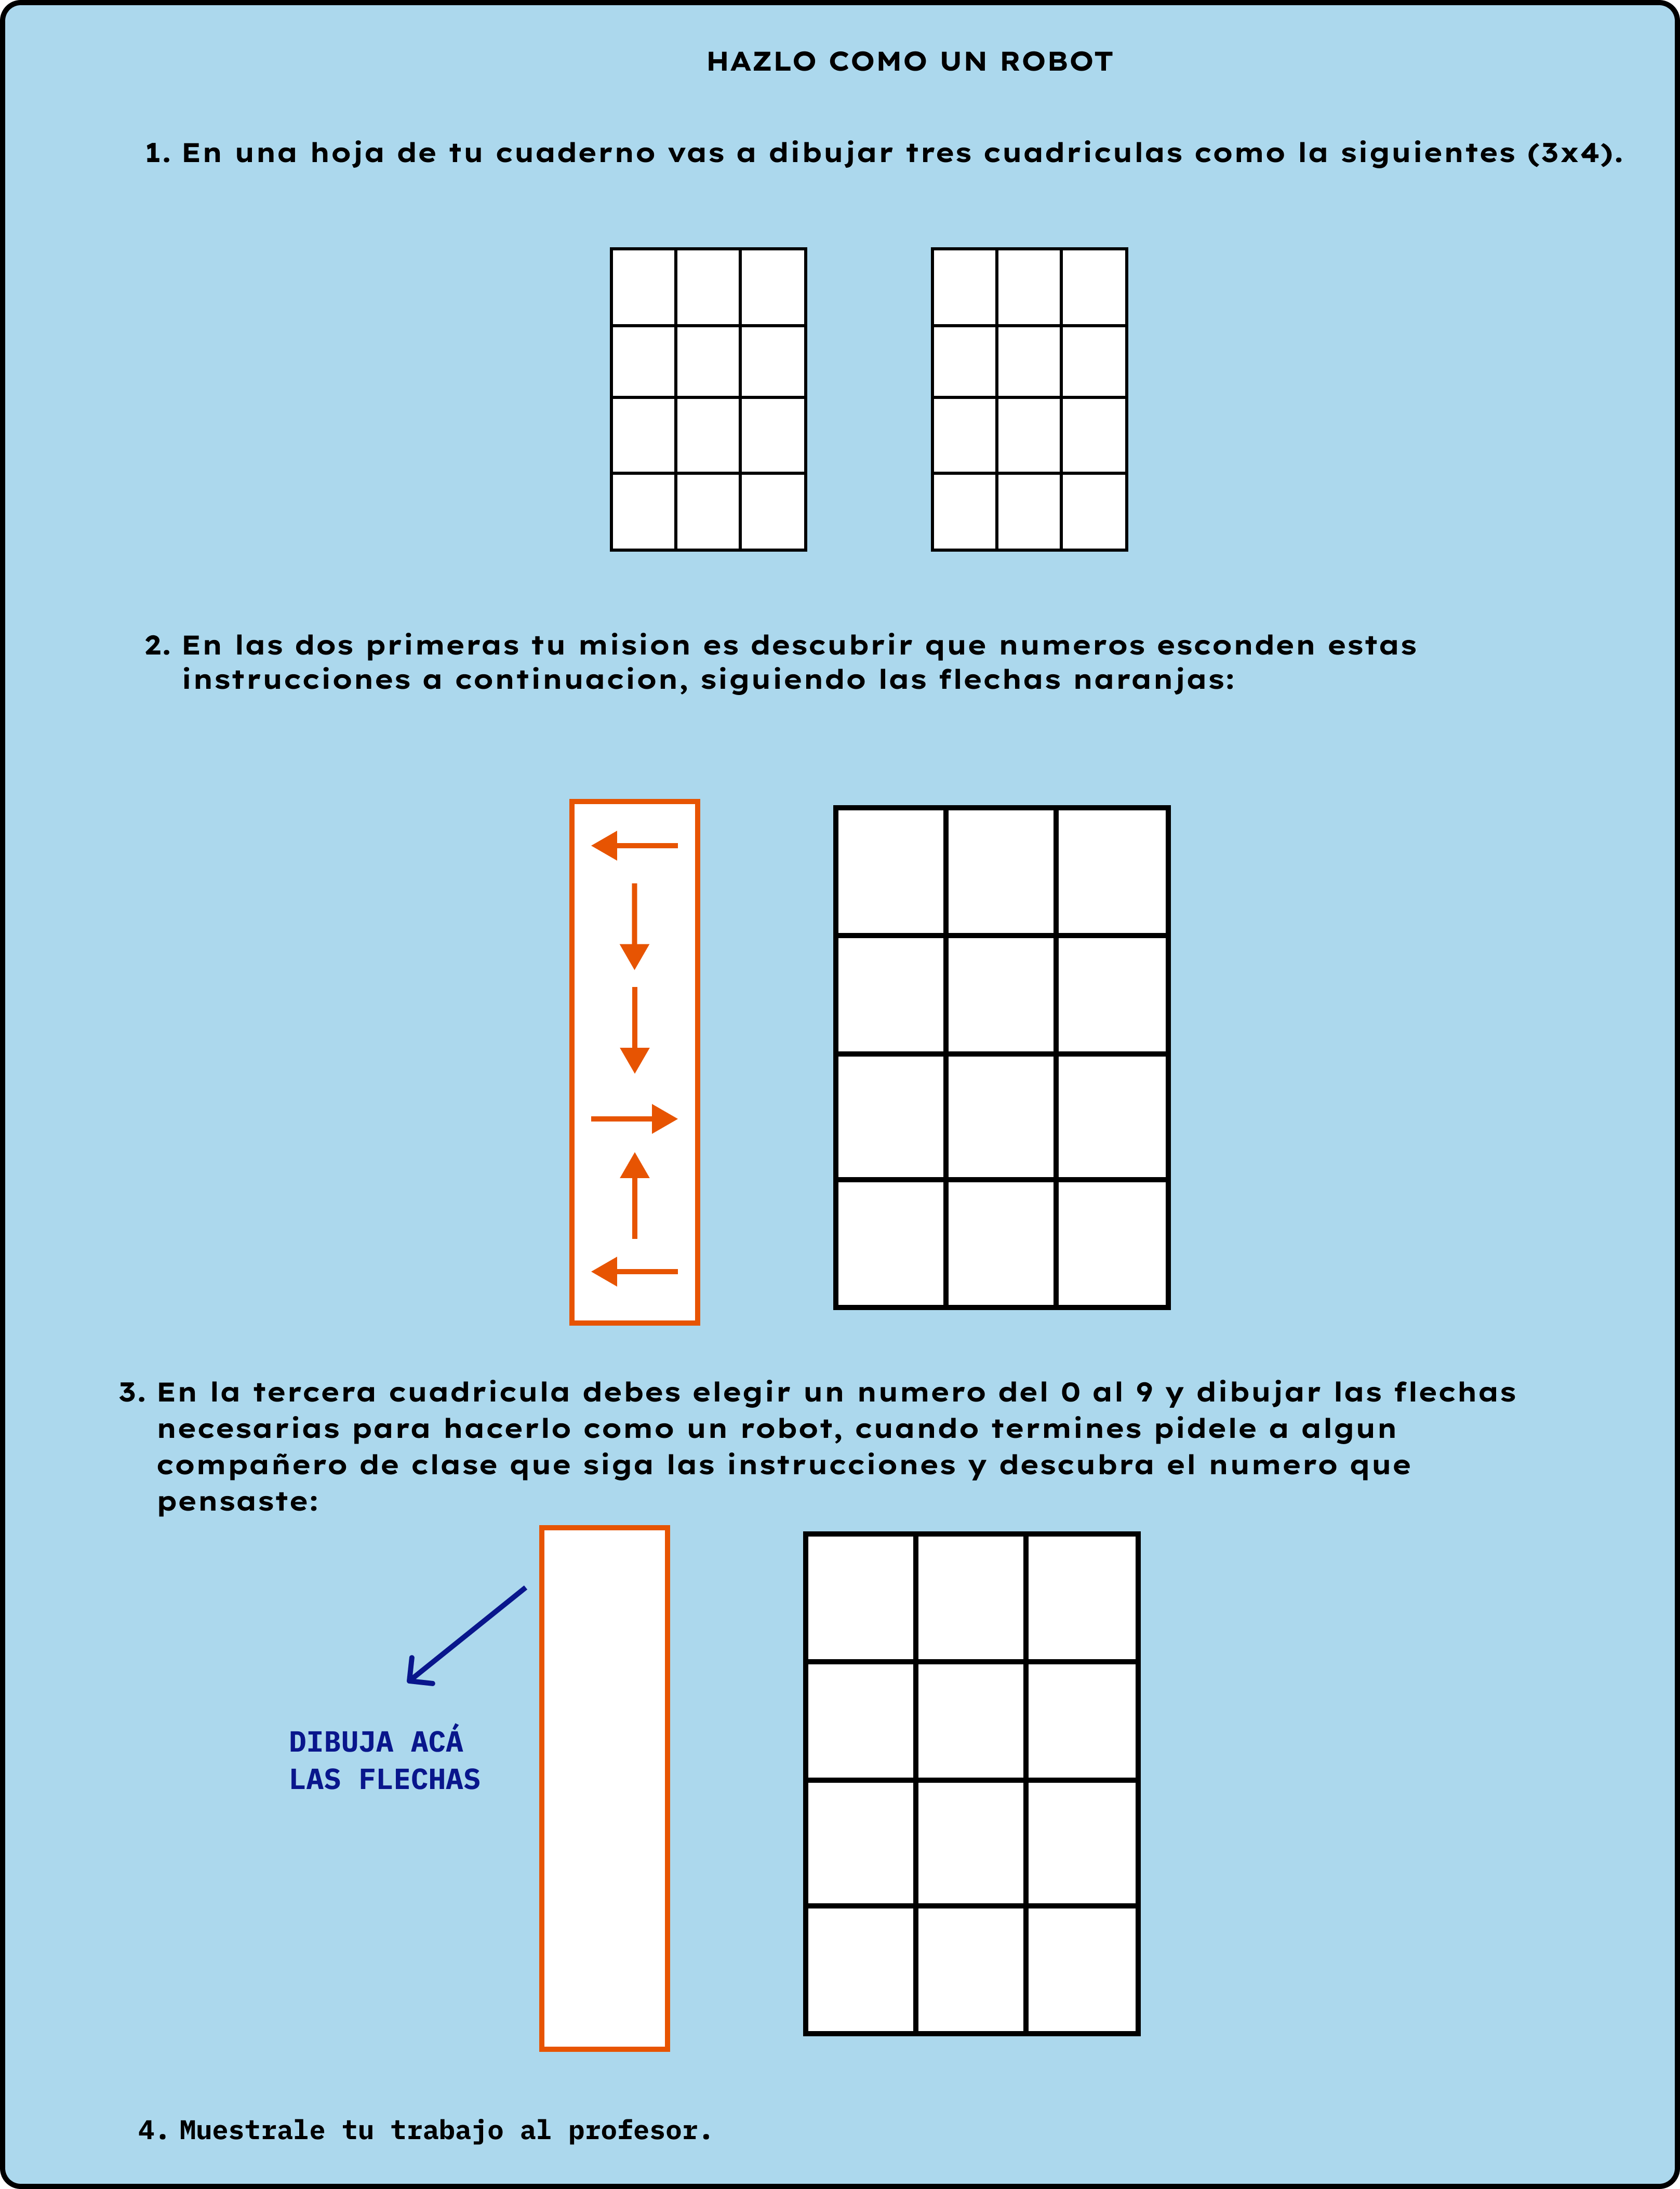 HAZLO COMO UN ROBOT
1. En una hoja de tu cuaderno vas a dibujar tres cuadriculas como la siguientes (3x4).
2. En las dos primeras tu mision es descubrir que numeros esconden estas
instrucciones a continuacion, siguiendo las flechas naranjas:
3. En la tercera cuadricula debes elegir un numero del 0 al 9 y dibujar las flechas
necesarias para hacerlo como un robot, cuando termines pidele a algun
compañero de clase que siga las instrucciones y descubra el numero que
pensaste:
DIBUJA ACÁ
LAS FLECHAS
4. Muestrale tu trabajo al profesor.